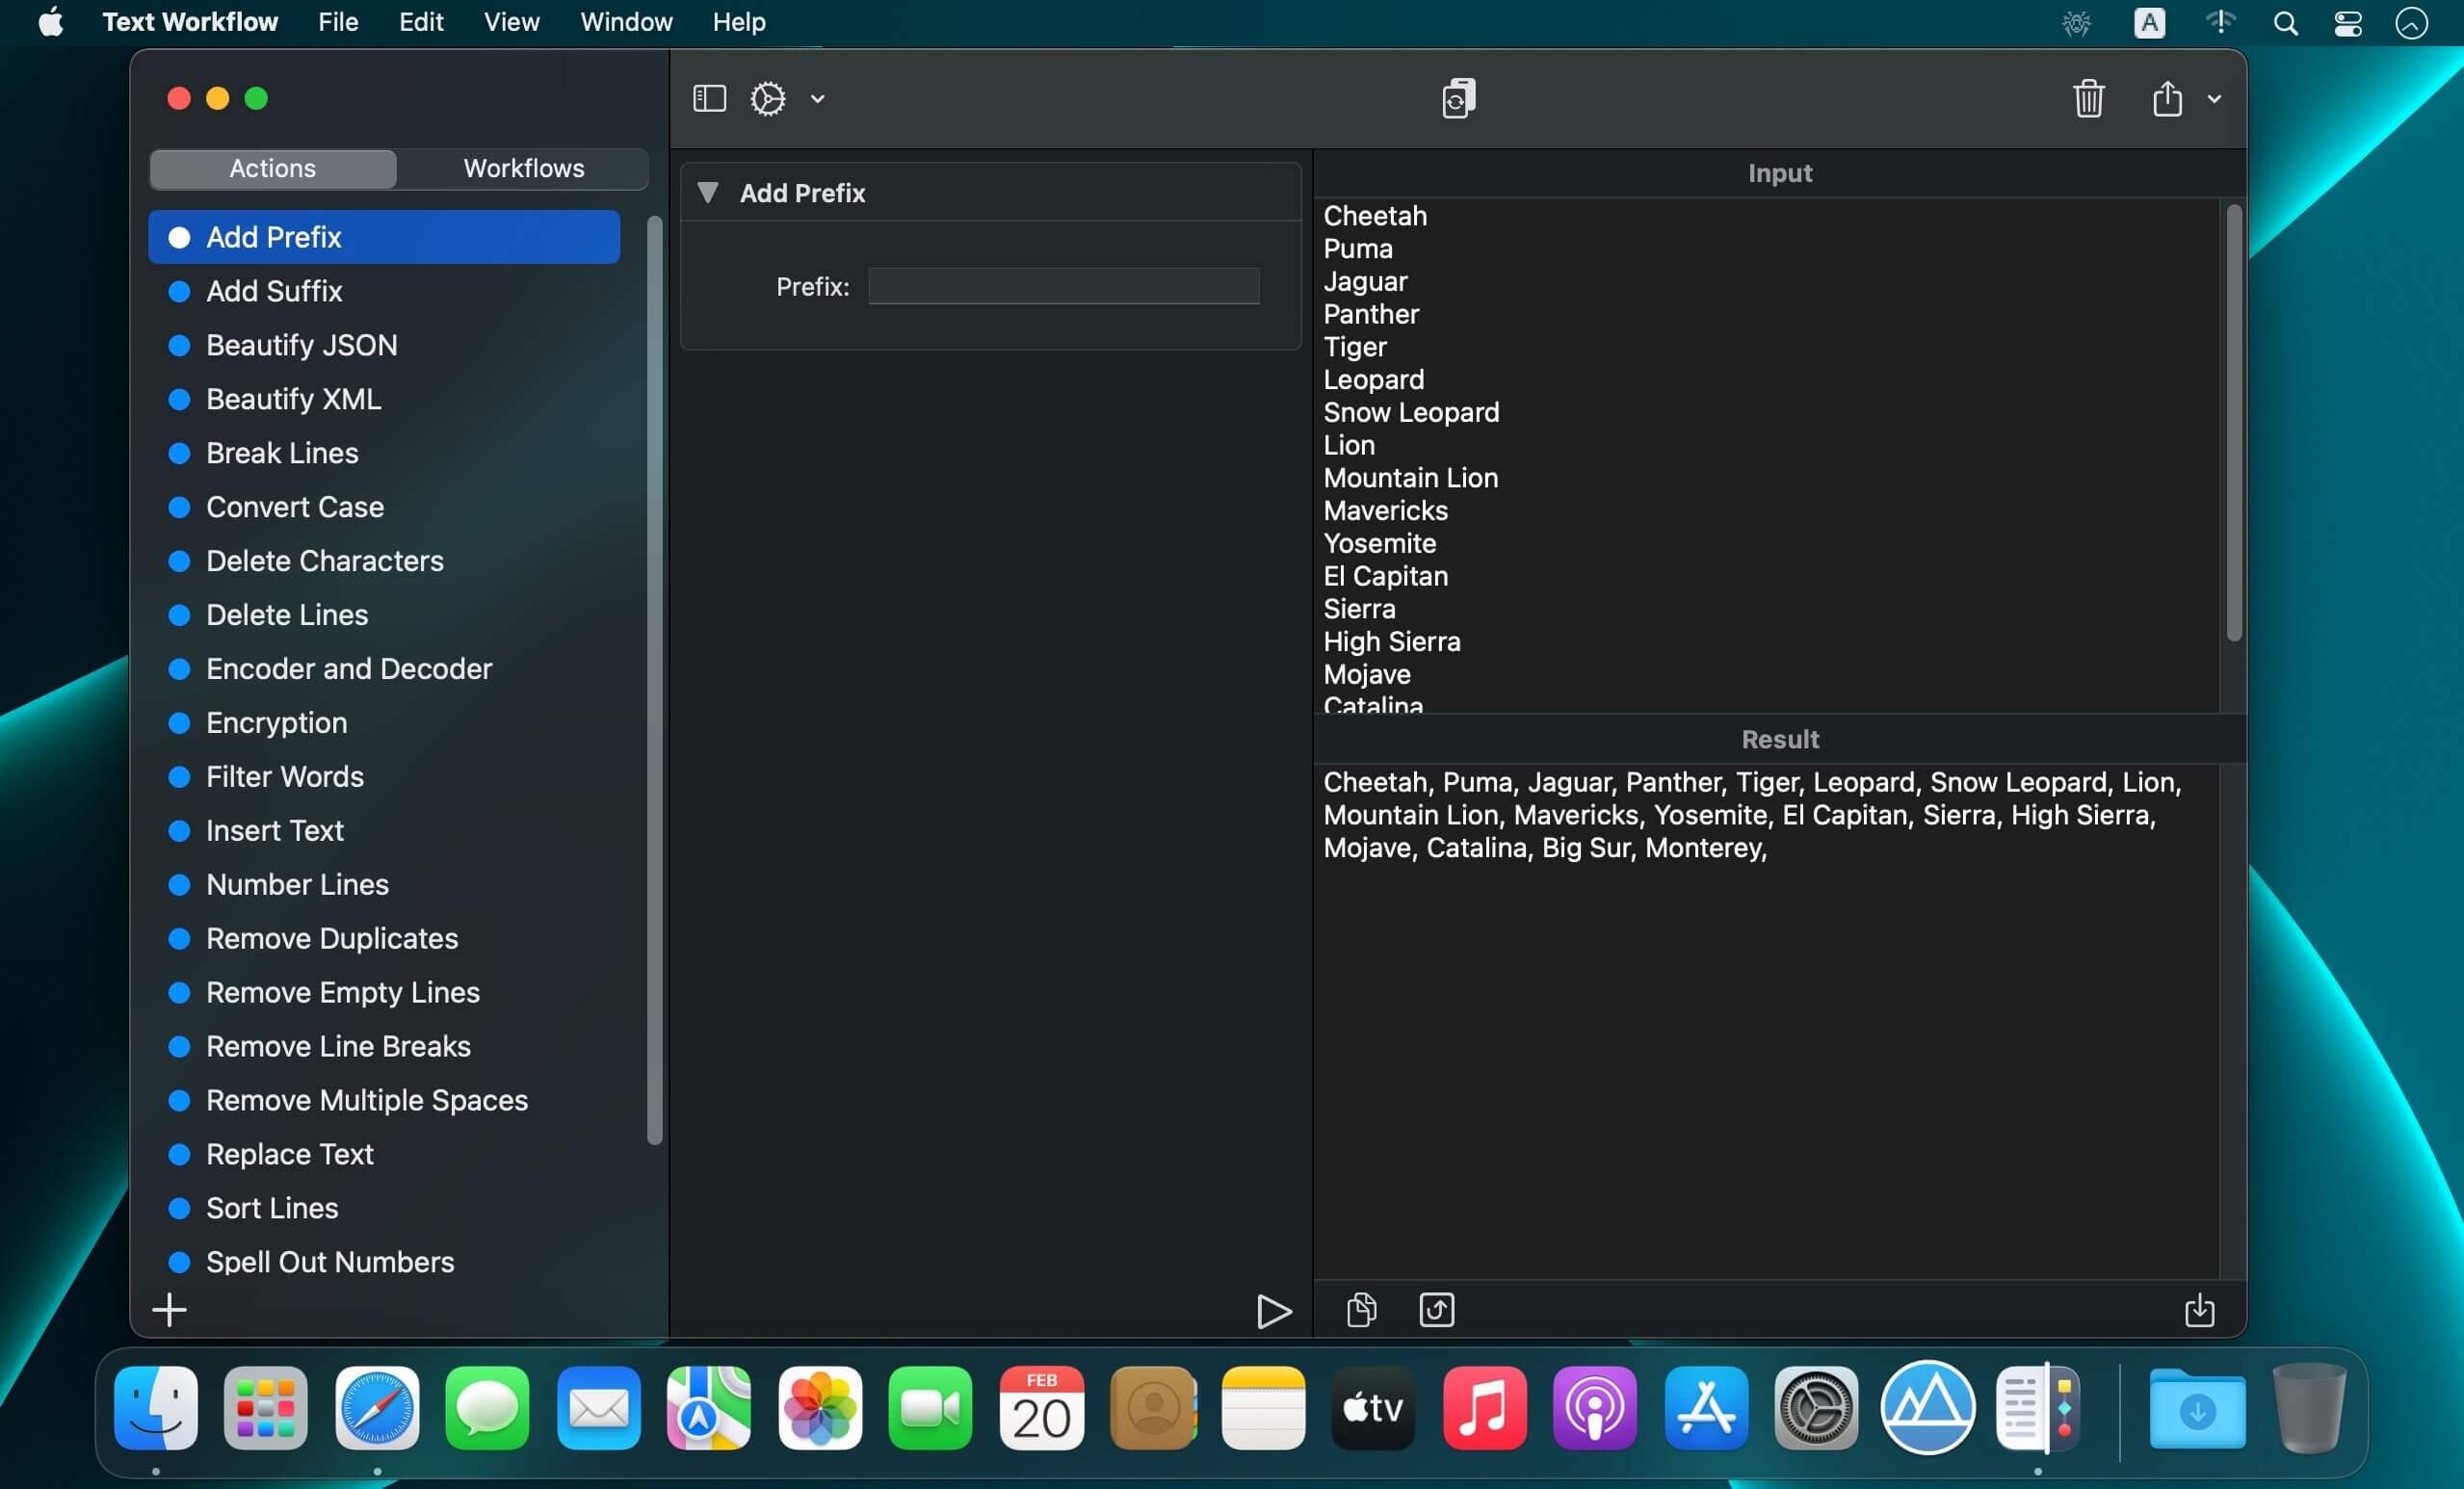 Text Workflow File Edit View Window Help
A
Actions Workflows
Add Prefix
Add Suffix
Beautify JSON
Beautify XML
Break Lines
Convert Case
Delete Characters
Delete Lines
Encoder and Decoder
Encryption
Filter Words
Insert Text
Number Lines
Remove Duplicates
Remove Empty Lines
Remove Line Breaks
Remove Multiple Spaces
Replace Text
Sort Lines
Spell Out Numbers
Add Prefix
Prefix:
Input
Cheetah
Puma
Jaguar
Panther
Tiger
Leopard
Snow Leopard
Lion
Mountain Lion
Mavericks
Yosemite
El Capitan
Sierra
High Sierra
Mojave
Catalina
Result
Cheetah, Puma, Jaguar, Panther, Tiger, Leopard, Snow Leopard, Lion,
Mountain Lion, Mavericks, Yosemite, El Capitan, Sierra, High Sierra,
Mojave, Catalina, Big Sur, Monterey,
FEB
20
tv